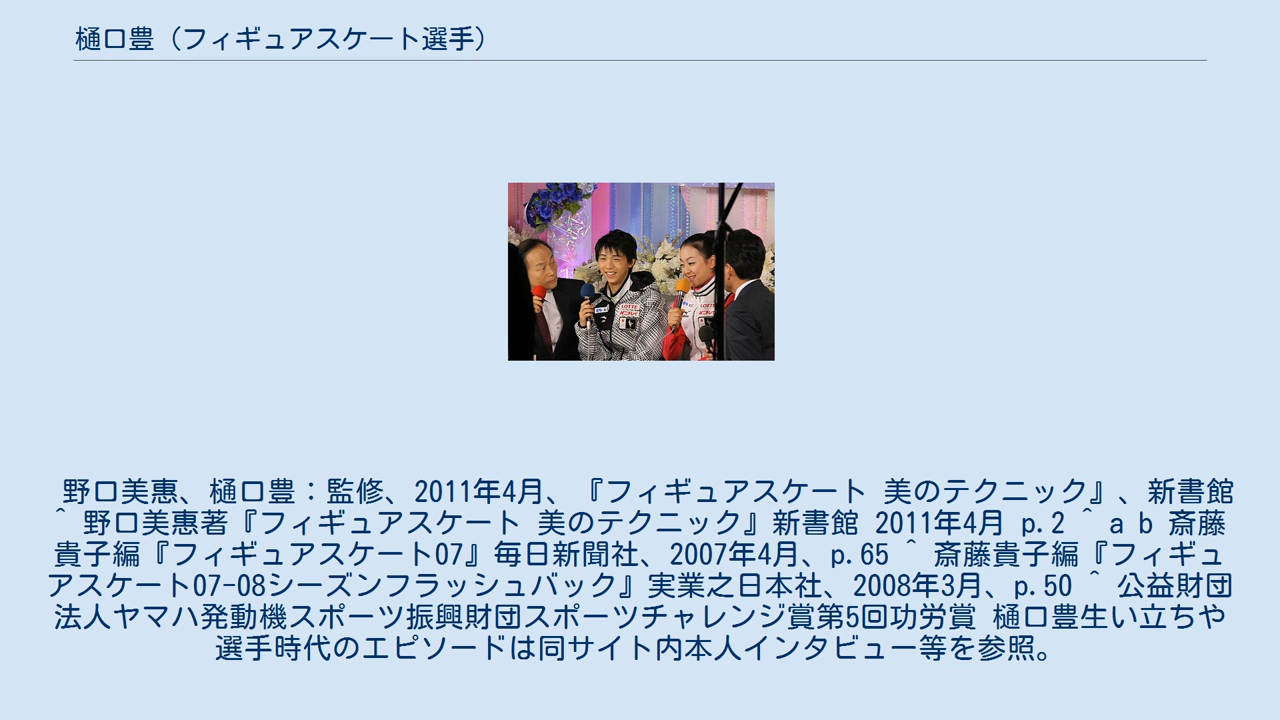 樋口豊（フィギュアスケート選手）
LOTTE
LOTTE
野口美惠、樋口豊：監修、2011年4月、『フィギュアスケート 美のテクニック』、新書館
^ 野口美惠著『フィギュアスケート 美のテクニック』新書館 2011年4月 p.2 ^ a b 斎藤
貴子編『フィギュアスケート07』毎日新聞社、2007年4月、p.65 ^ 斎藤貴子編『フィギュ
アスケート07-08シーズンフラッシュバック』実業之日本社、2008年3月、p.50 ^ 公益財団
法人ヤマハ発動機スポーツ振興財団スポーツチャレンジ賞第5回功労賞 樋口豊生い立ちや
選手時代のエピソードは同サイト内本人インタビュー等を参照。